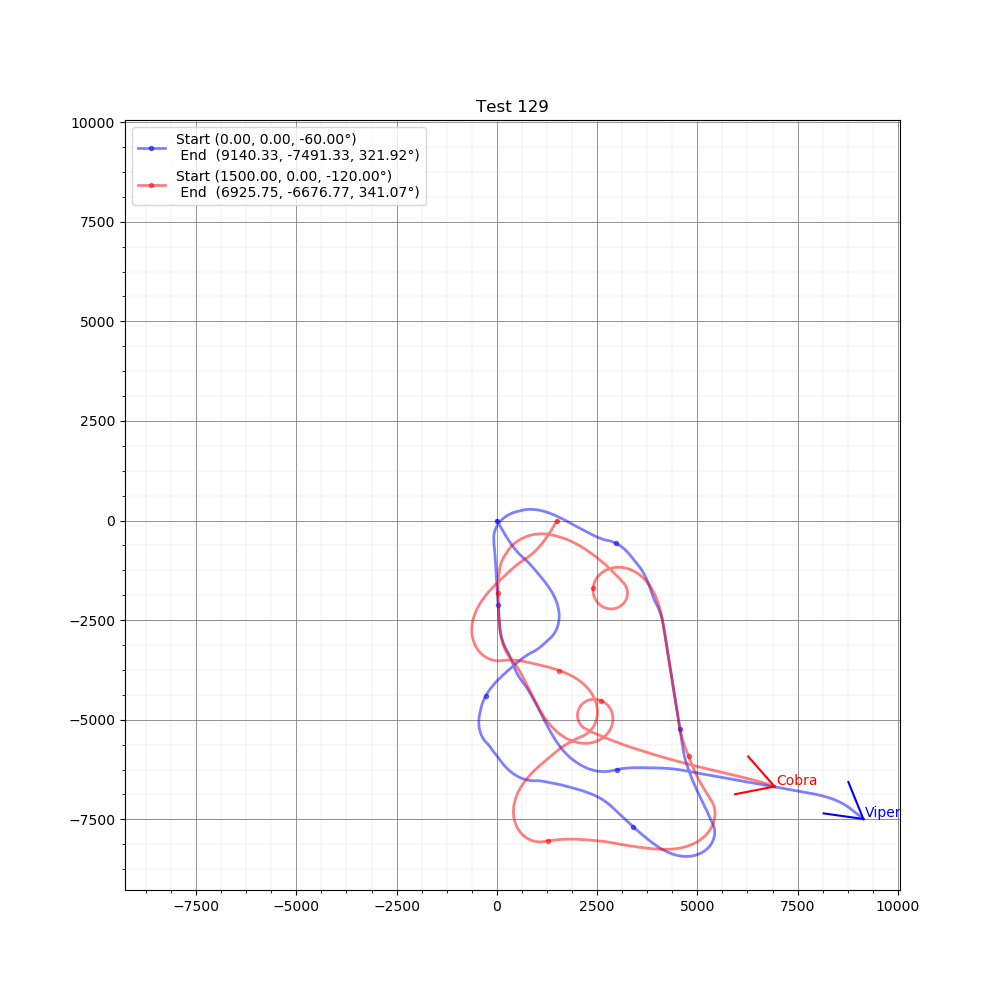 Test 129
Start (0.00, 0.00, -60.00°)
End (9140.33, -7491.33, 321.92°)
Start (1500.00, 0.00, -120.00°)
End (6925.75, -6676.77, 341.07°)
10000
7500
5000
2500
0
−2500
−5000
−7500
Cobra
Viper
−7500
−5000
−2500
0
2500
5000
7500
10000